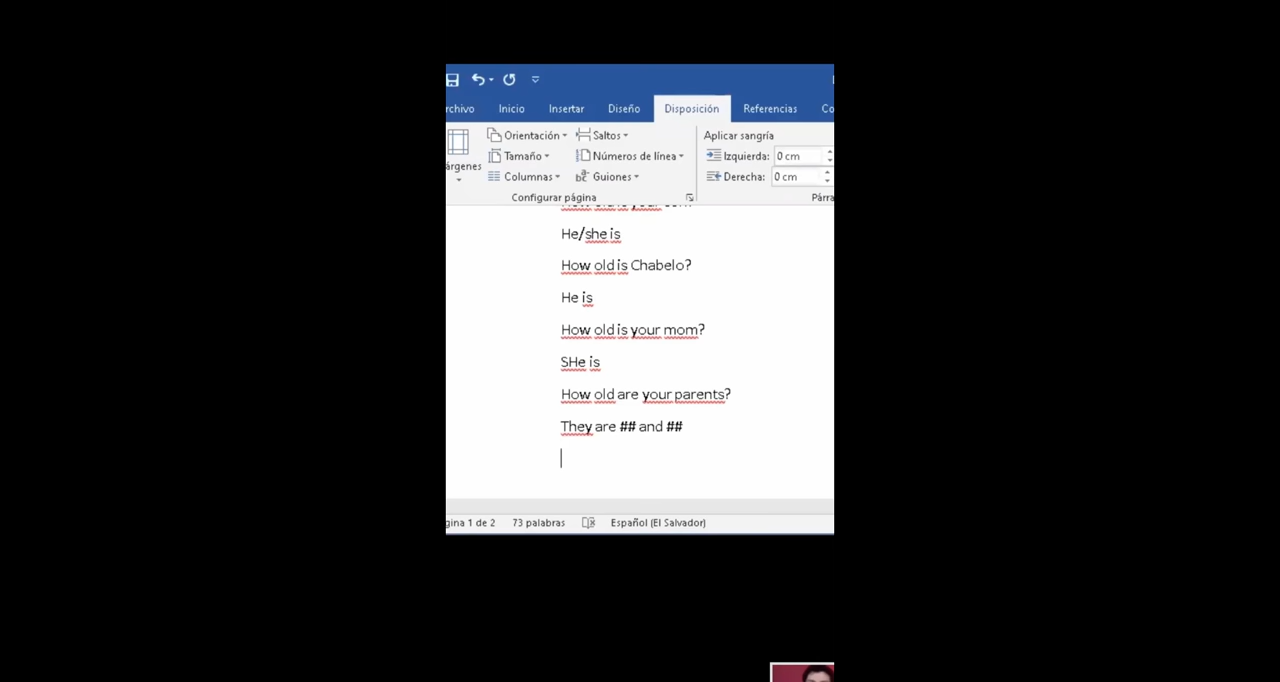 rchivo Inicio Insertar Diseño Disposición Referencias Co
árgenes
Orientación Saltos Aplicar sangría
Tamaño Números de línea Izquierda: 0 cm
Columnas Guiones Derecha: 0 cm
Configurar página Párra
He/she is
How old is Chabelo?
He is
How old is your mom?
SHe is
How old are your parents?
They are ## and ##
gina 1 de 2 73 palabras Español (El Salvador)